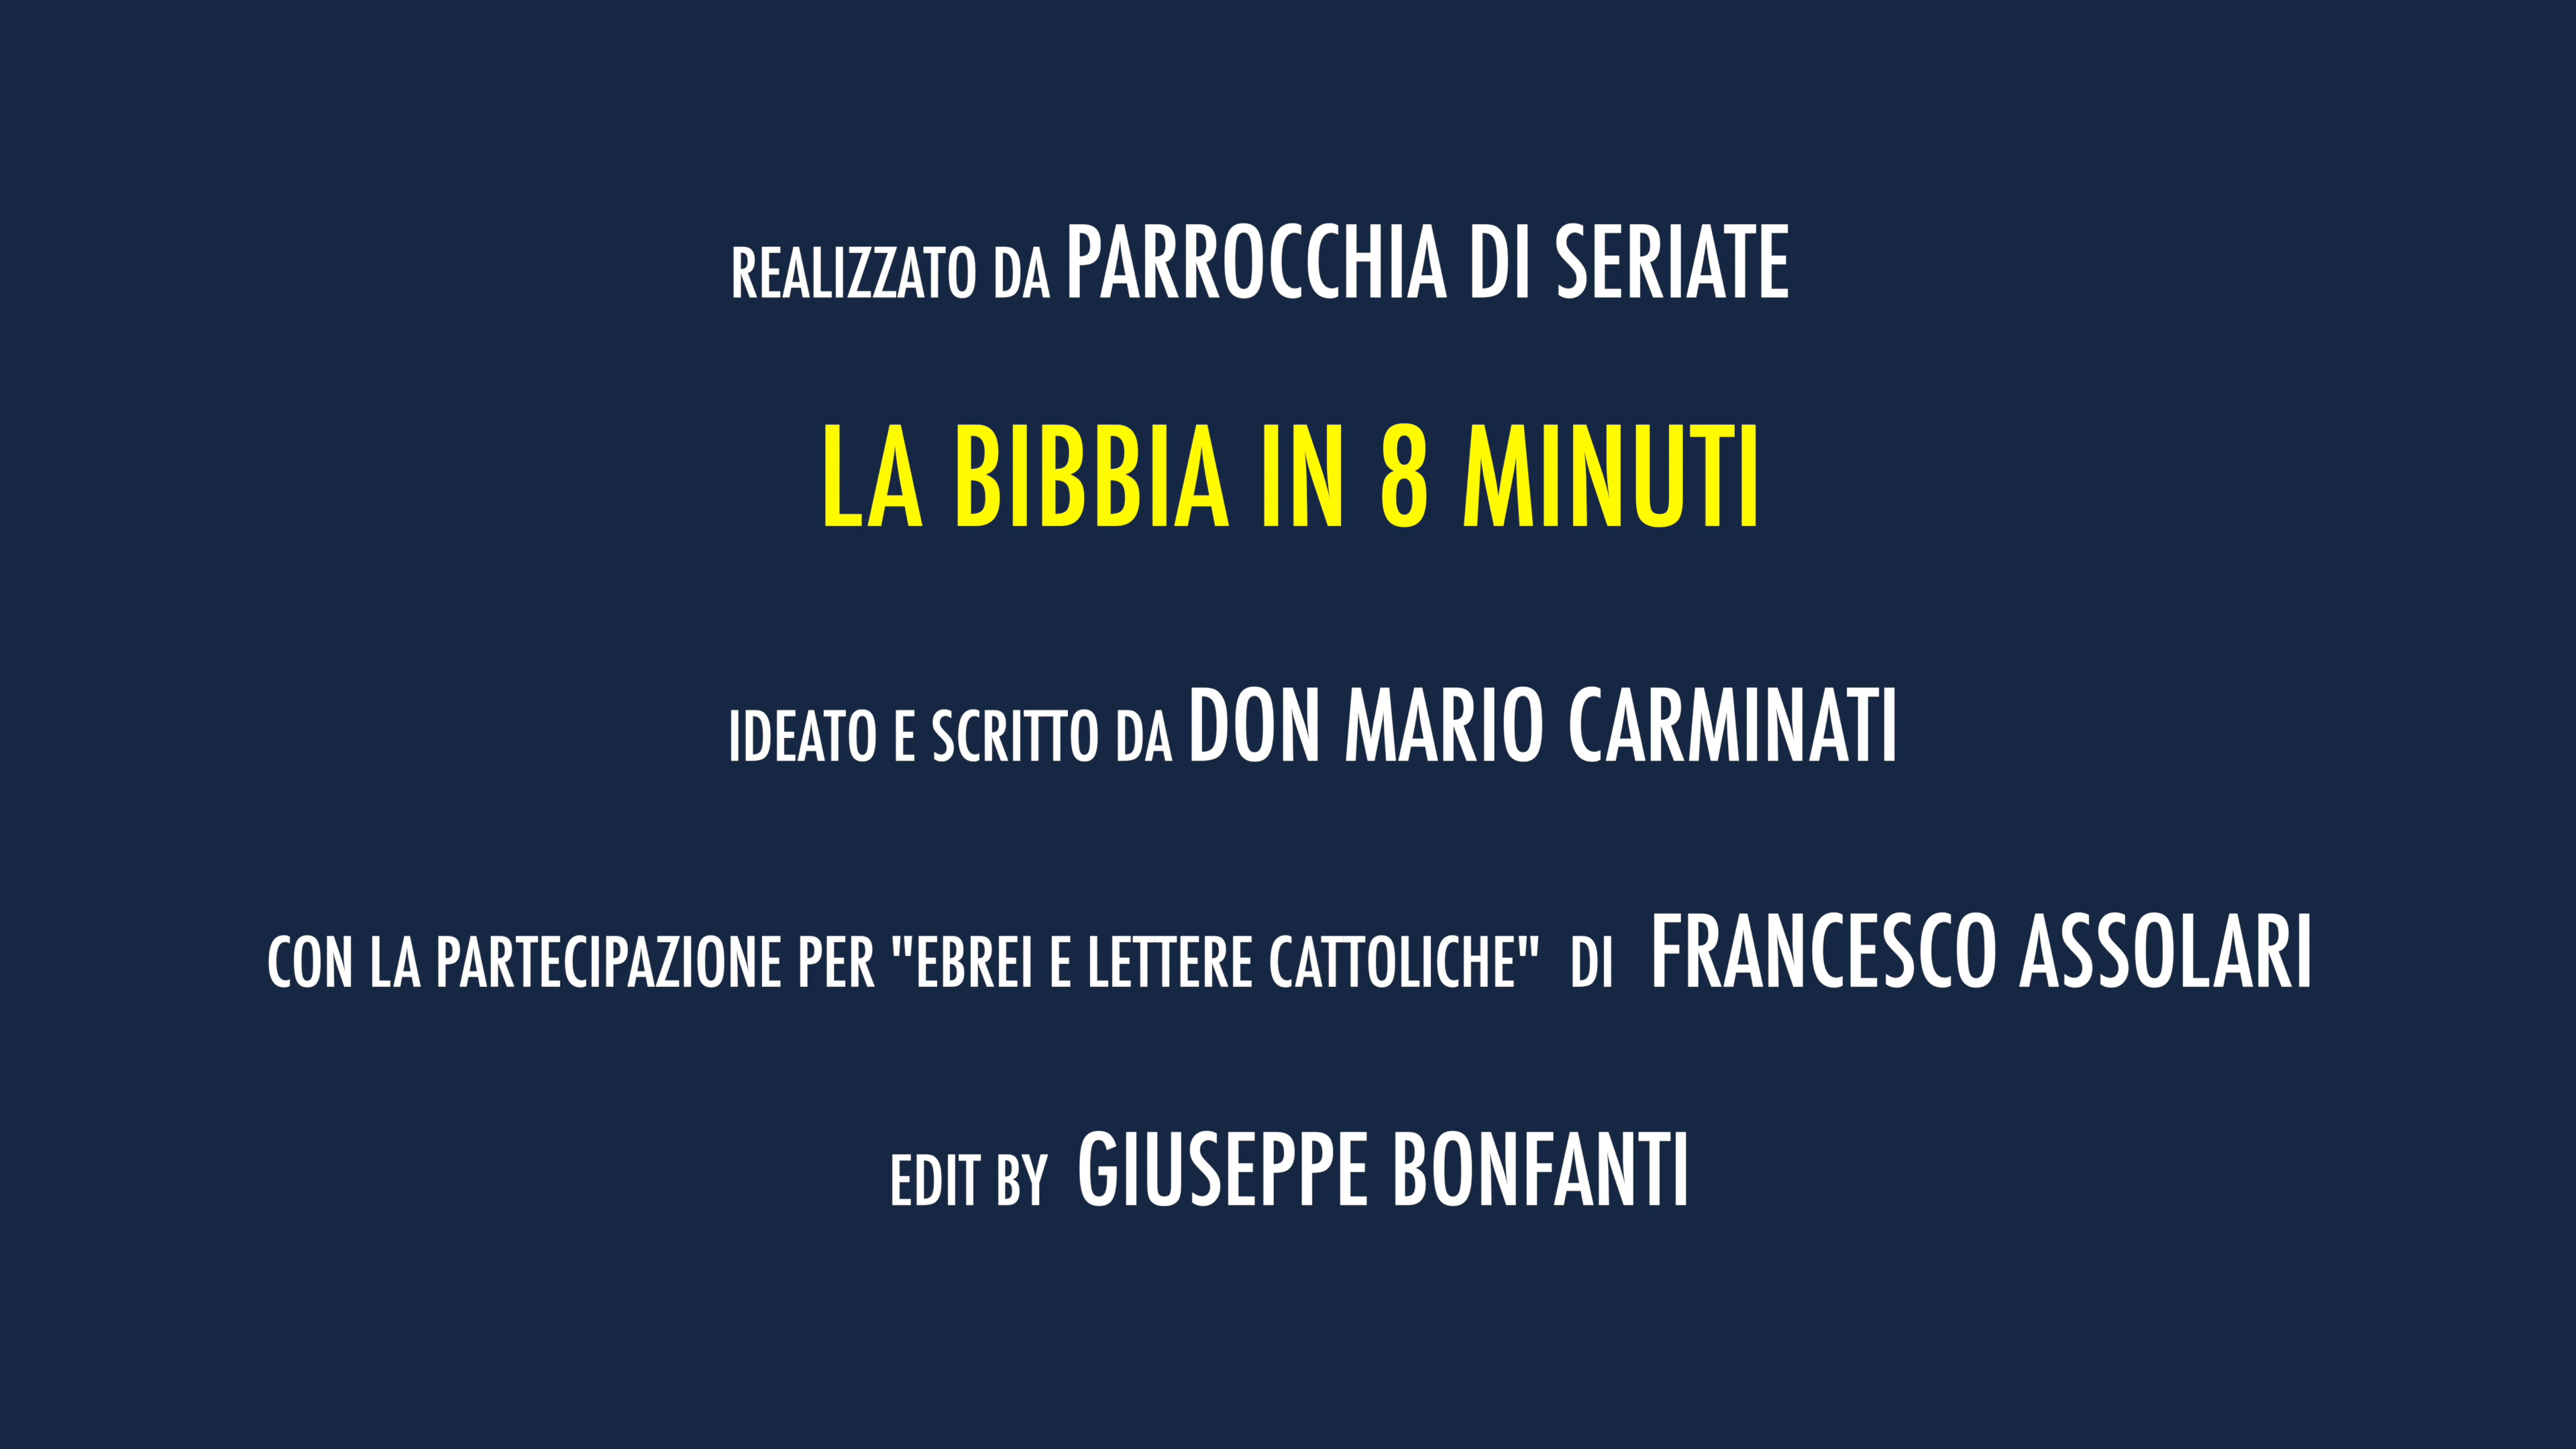 REALIZZATO DA PARROCCHIA DI SERIATE
LA BIBBIA IN 8 MINUTI
IDEATO E SCRITTO DA DON MARIO CARMINATI
CON LA PARTECIPAZIONE PER "EBREI E LETTERE CATTOLICHE" DI FRANCESCO ASSOLARI
EDIT BY GIUSEPPE BONFANTI